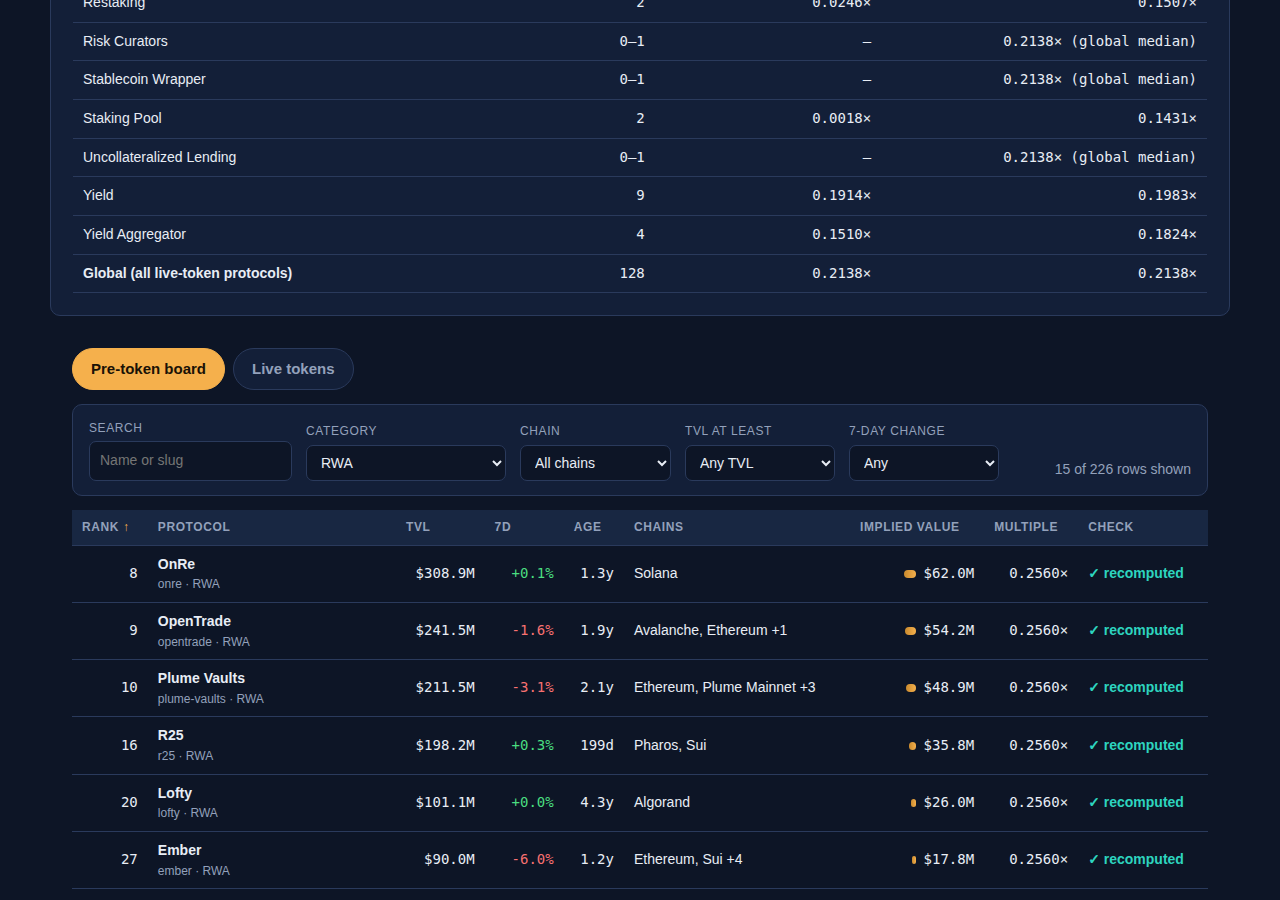 Restaking 2 0.0246× 0.1507×
Risk Curators 0–1 — 0.2138× (global median)
Stablecoin Wrapper 0–1 — 0.2138× (global median)
Staking Pool 2 0.0018× 0.1431×
Uncollateralized Lending 0–1 — 0.2138× (global median)
Yield 9 0.1914× 0.1983×
Yield Aggregator 4 0.1510× 0.1824×
Global (all live-token protocols) 128 0.2138× 0.2138×
Pre-token board Live tokens
SEARCH CATEGORY CHAIN TVL AT LEAST 7-DAY CHANGE
Name or slug RWA All chains Any TVL Any 15 of 226 rows shown
RANK ↑ PROTOCOL TVL 7D AGE CHAINS IMPLIED VALUE MULTIPLE CHECK
8 OnRe $308.9M +0.1% 1.3y Solana $62.0M 0.2560× ✓ recomputed
onre · RWA
9 OpenTrade $241.5M -1.6% 1.9y Avalanche, Ethereum +1 $54.2M 0.2560× ✓ recomputed
opentrade · RWA
10 Plume Vaults $211.5M -3.1% 2.1y Ethereum, Plume Mainnet +3 $48.9M 0.2560× ✓ recomputed
plume-vaults · RWA
16 R25 $198.2M +0.3% 199d Pharos, Sui $35.8M 0.2560× ✓ recomputed
r25 · RWA
20 Lofty $101.1M +0.0% 4.3y Algorand $26.0M 0.2560× ✓ recomputed
lofty · RWA
27 Ember $90.0M -6.0% 1.2y Ethereum, Sui +4 $17.8M 0.2560× ✓ recomputed
ember · RWA